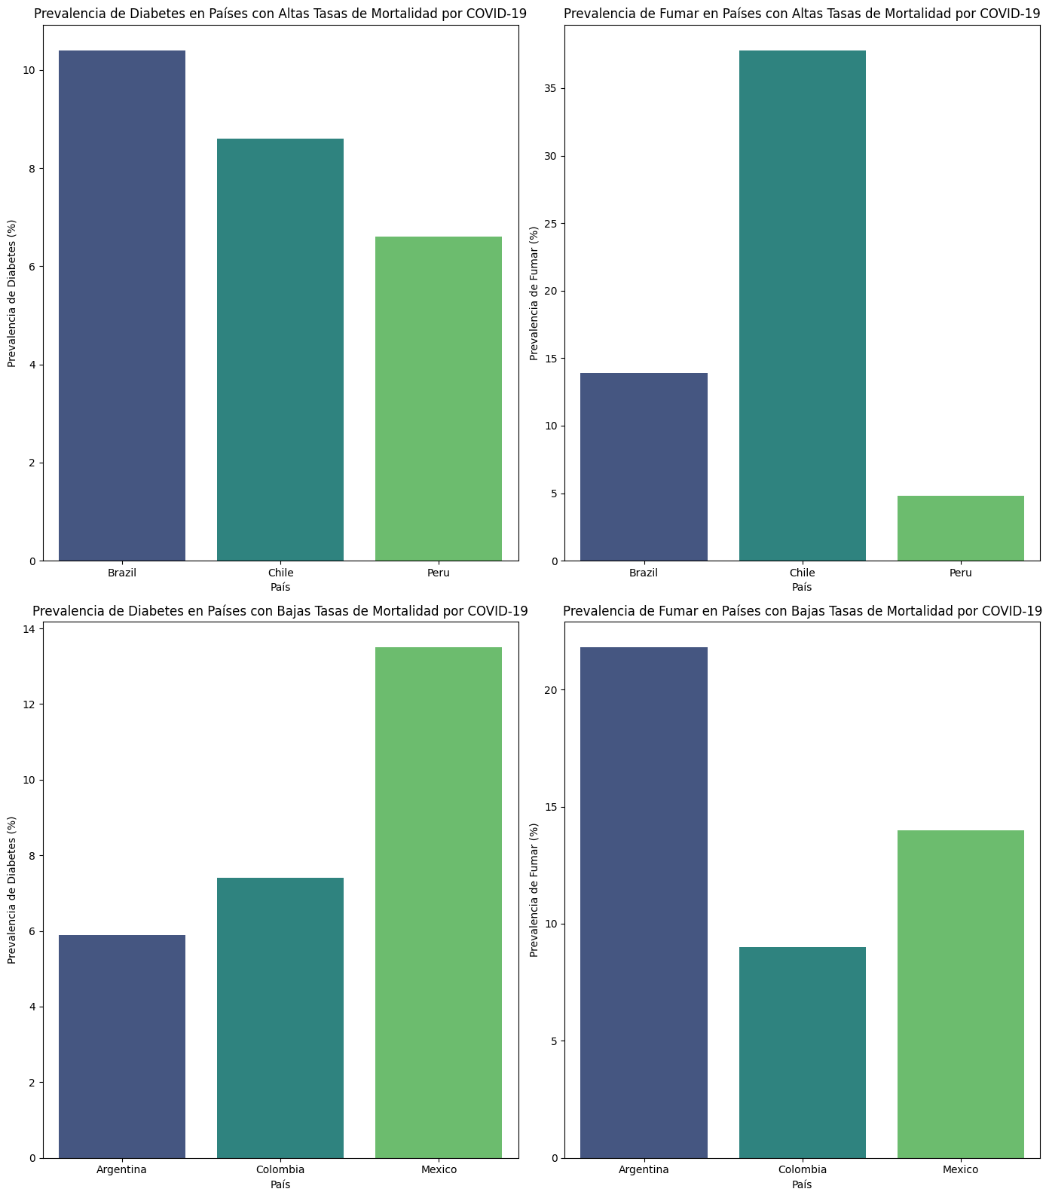 Prevalencia de Diabetes en Países con Altas Tasas de Mortalidad por COVID-19
Prevalencia de Diabetes (%)
10
8
6
4
2
0
Brazil Chile Peru
País
Prevalencia de Fumar en Países con Altas Tasas de Mortalidad por COVID-19
Prevalencia de Fumar (%)
35
30
25
20
15
10
5
0
Brazil Chile Peru
País
Prevalencia de Diabetes en Países con Bajas Tasas de Mortalidad por COVID-19
Prevalencia de Diabetes (%)
14
12
10
8
6
4
2
0
Argentina Colombia Mexico
País
Prevalencia de Fumar en Países con Bajas Tasas de Mortalidad por COVID-19
Prevalencia de Fumar (%)
20
15
10
5
0
Argentina Colombia Mexico
País